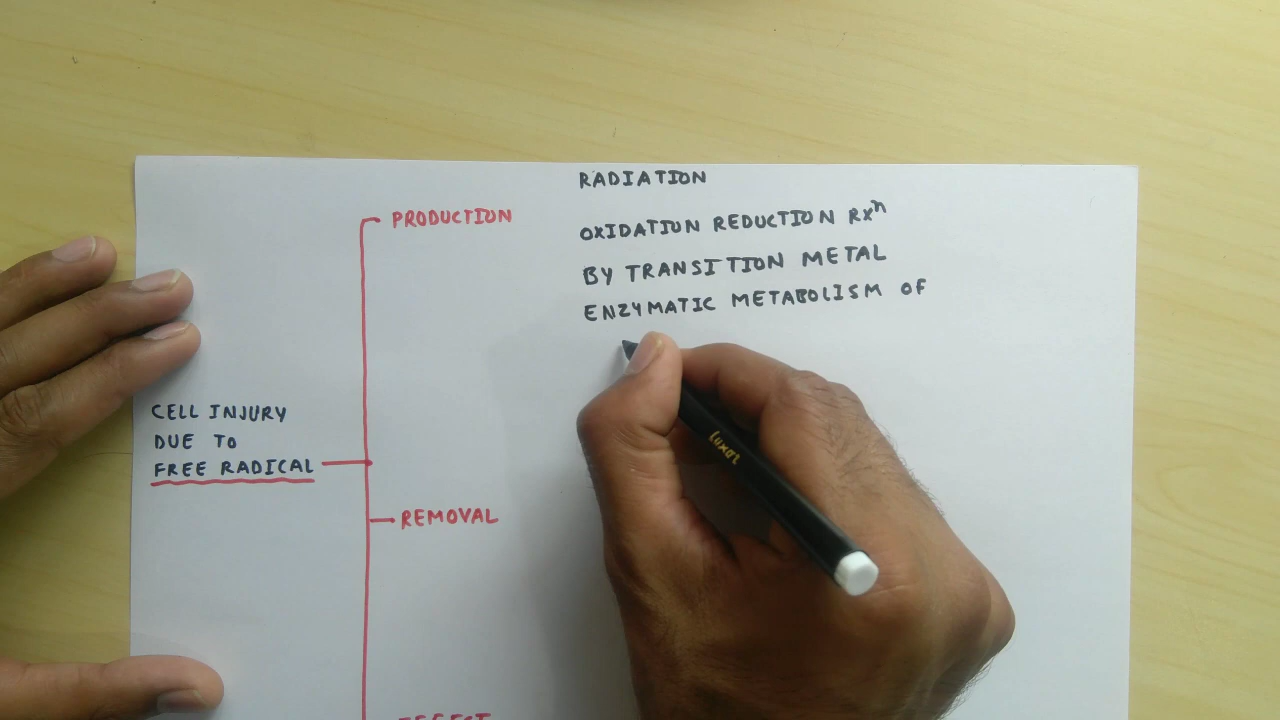 RADIATION
PRODUCTION
OXIDATION REDUCTION RXⁿ
BY TRANSITION METAL
ENZYMATIC METABOLISM OF
CELL INJURY
DUE TO
FREE RADICAL
REMOVAL
EFFECT
Luxor